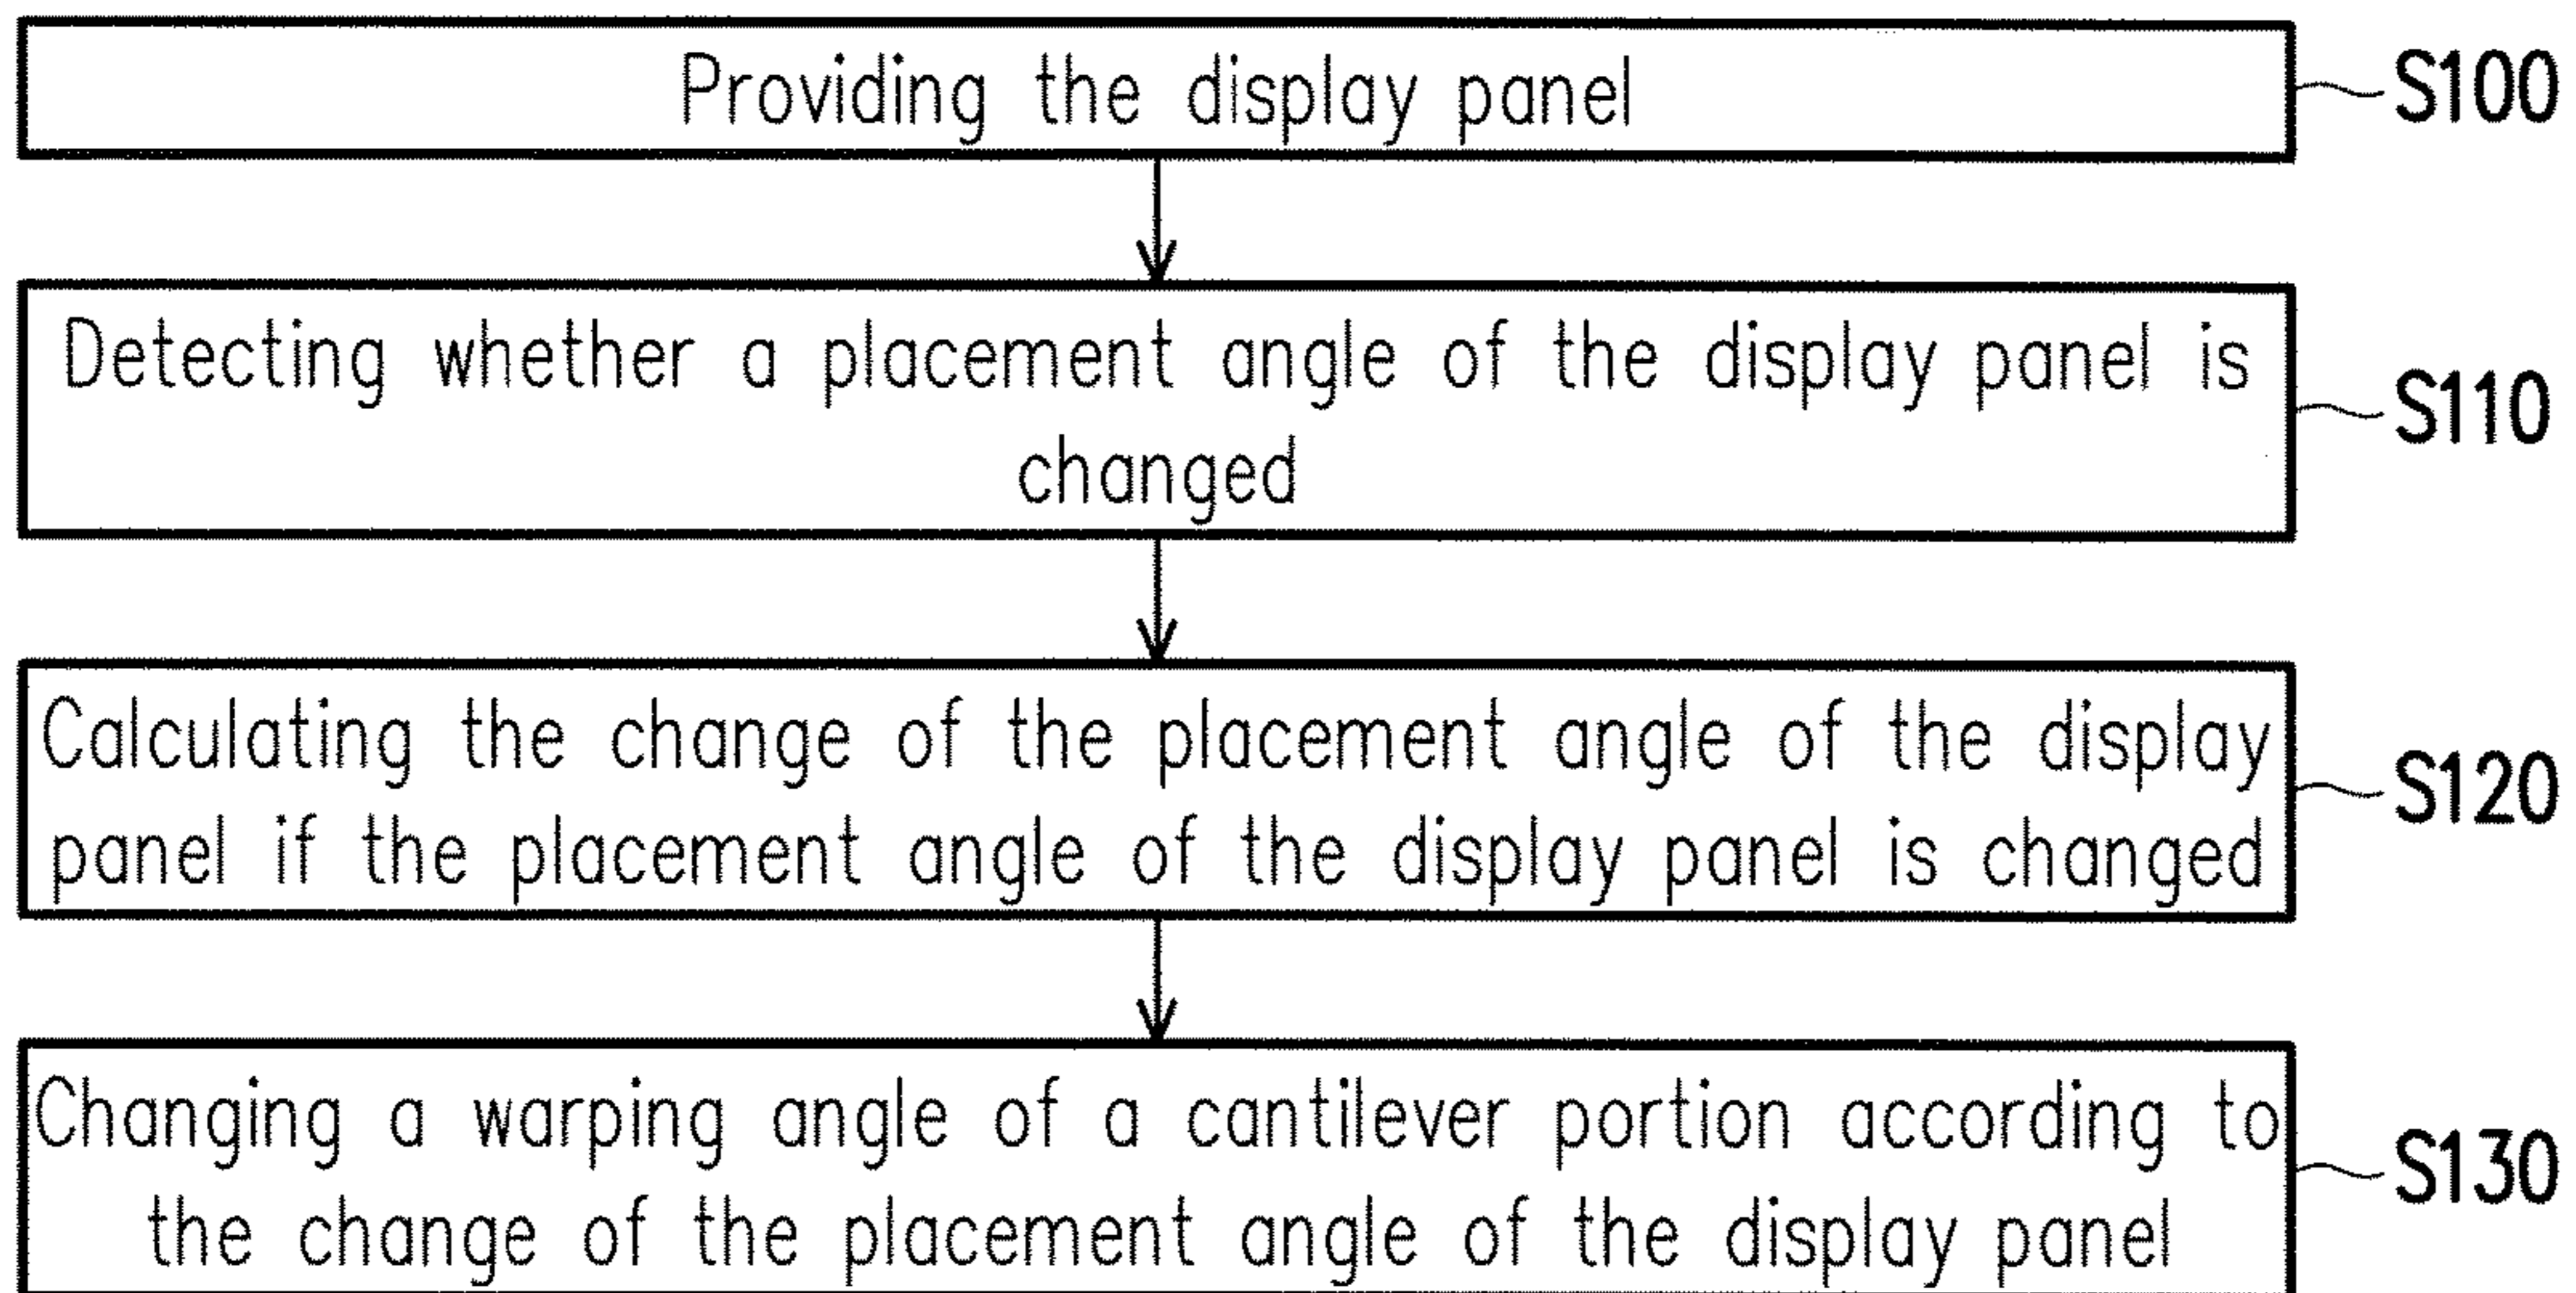 Providing the display panel
S100
Detecting whether a placement angle of the display panel is
changed
S110
Calculating the change of the placement angle of the display
panel if the placement angle of the display panel is changed
S120
Changing a warping angle of a cantilever portion according to
the change of the placement angle of the display panel
S130